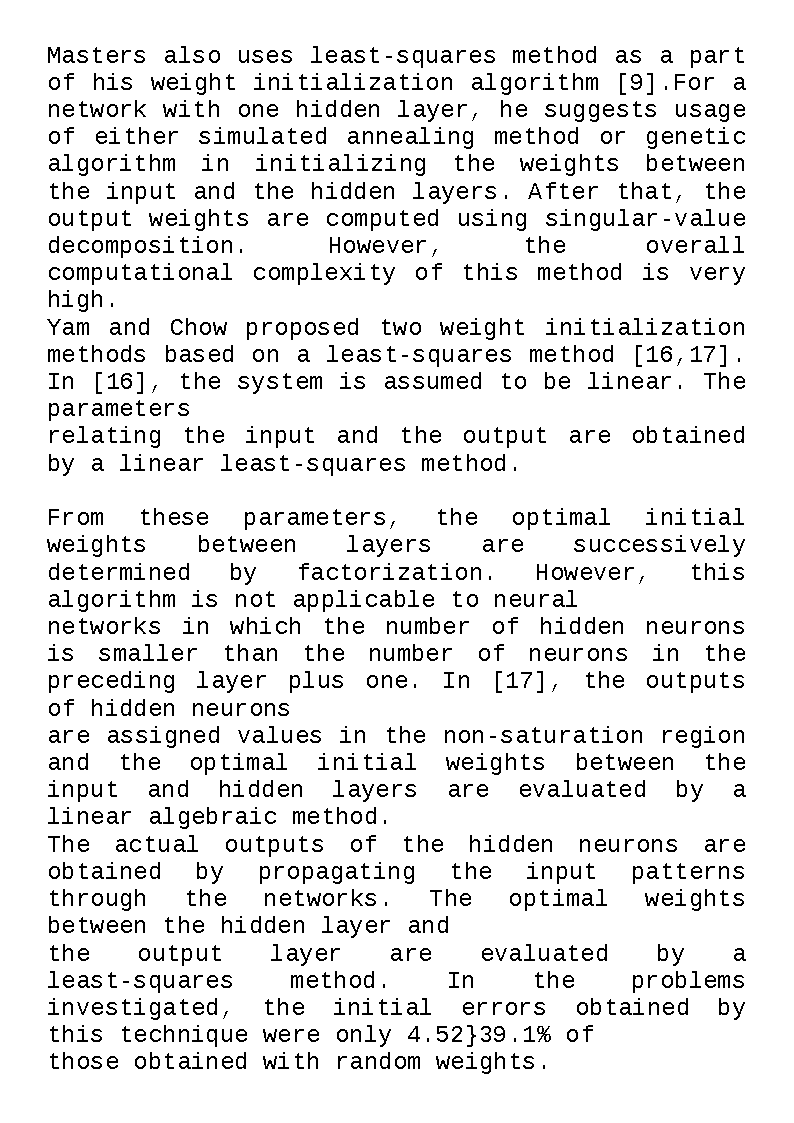 Masters also uses least-squares method as a part
of his weight initialization algorithm [9].For a
network with one hidden layer, he suggests usage
of either simulated annealing method or genetic
algorithm in initializing the weights between
the input and the hidden layers. After that, the
output weights are computed using singular-value
decomposition. However, the overall
computational complexity of this method is very
high.
Yam and Chow proposed two weight initialization
methods based on a least-squares method [16,17].
In [16], the system is assumed to be linear. The
parameters
relating the input and the output are obtained
by a linear least-squares method.

From these parameters, the optimal initial
weights between layers are successively
determined by factorization. However, this
algorithm is not applicable to neural
networks in which the number of hidden neurons
is smaller than the number of neurons in the
preceding layer plus one. In [17], the outputs
of hidden neurons
are assigned values in the non-saturation region
and the optimal initial weights between the
input and hidden layers are evaluated by a
linear algebraic method.
The actual outputs of the hidden neurons are
obtained by propagating the input patterns
through the networks. The optimal weights
between the hidden layer and
the output layer are evaluated by a
least-squares method. In the problems
investigated, the initial errors obtained by
this technique were only 4.52}39.1% of
those obtained with random weights.